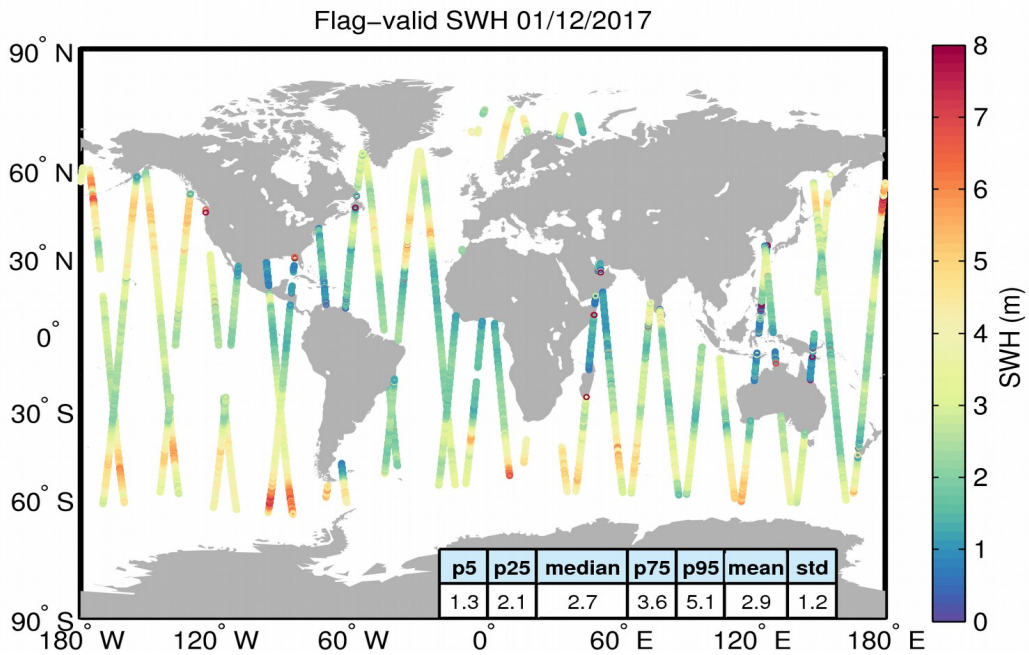 Flag-valid SWH 01/12/2017
90° N
60° N
30° N
0°
30° S
60° S
90° S
180° W
120° W
60° W
0°
60° E
120° E
180° E
p5 p25 median p75 p95 mean std
1.3 2.1 2.7 3.6 5.1 2.9 1.2
8
7
6
5
4
3
2
1
0
SWH (m)